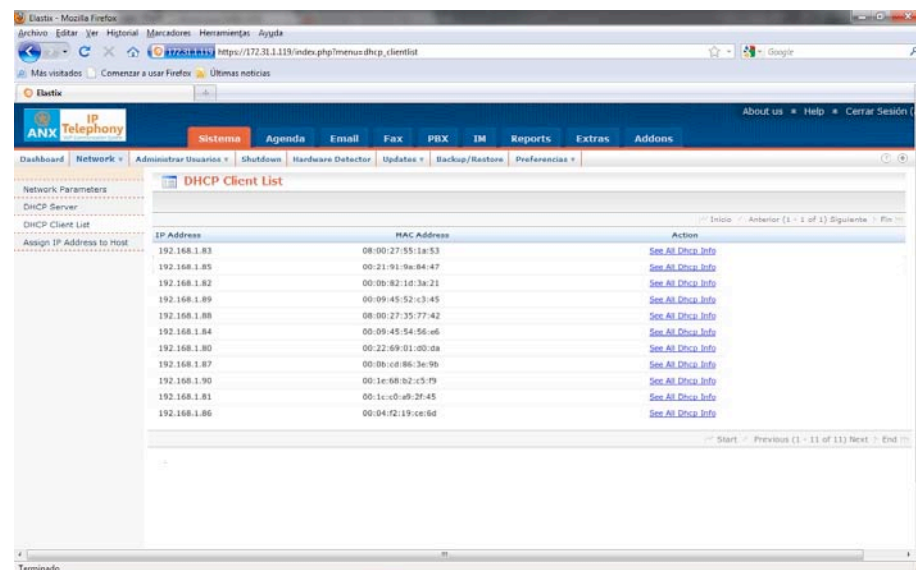 Elastix - Mozilla Firefox
Archivo Editar Ver Historial Marcadores Herramientas Ayuda
172.31.1.119 https://172.31.1.119/index.php?menu=dhcp_clientlist
Google
Más visitados Comenzar a usar Firefox Últimas noticias
Elastix
About us Help Cerrar Sesión (
ANX IP Telephony
Sistema Agenda Email Fax PBX IM Reports Extras Addons
Dashboard Network Administrar Usuarios Shutdown Hardware Detector Updates Backup/Restore Preferencias
Network Parameters
DHCP Server
DHCP Client List
Assign IP Address to Host
DHCP Client List
Inicio Anterior (1 - 1 of 1) Siguiente Fin
IP Address MAC Address Action
192.168.1.83 08:00:27:55:1a:53 See All Dhcp Info
192.168.1.85 00:21:91:9a:84:47 See All Dhcp Info
192.168.1.82 00:0b:82:1d:3a:21 See All Dhcp Info
192.168.1.89 00:09:45:52:c3:45 See All Dhcp Info
192.168.1.88 08:00:27:35:77:42 See All Dhcp Info
192.168.1.84 00:09:45:54:56:e6 See All Dhcp Info
192.168.1.80 00:22:69:01:d0:da See All Dhcp Info
192.168.1.87 00:0b:cd:86:3e:9b See All Dhcp Info
192.168.1.90 00:1e:68:b2:c5:f9 See All Dhcp Info
192.168.1.81 00:1c:c0:a9:2f:45 See All Dhcp Info
192.168.1.86 00:04:f2:19:ce:6d See All Dhcp Info
Start Previous (1 - 11 of 11) Next End
Terminado